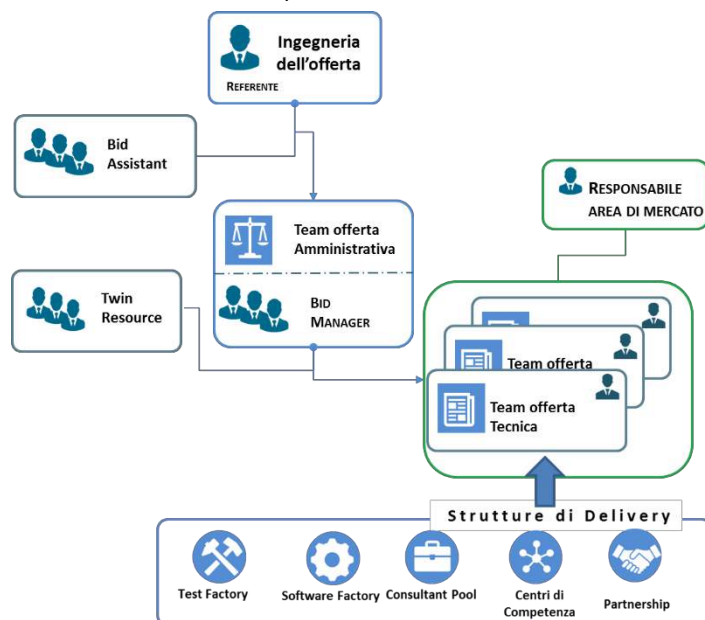 Ingegneria
dell'offerta
REFERENTE
Bid
Assistant
RESPONSABILE
AREA DI MERCATO
Team offerta
Amministrativa
Twin
Resource
BID
MANAGER
Team offerta
Team offerta
Tecnica
Strutture di Delivery
Test Factory
Software Factory
Consultant Pool
Centri di
Competenza
Partnership